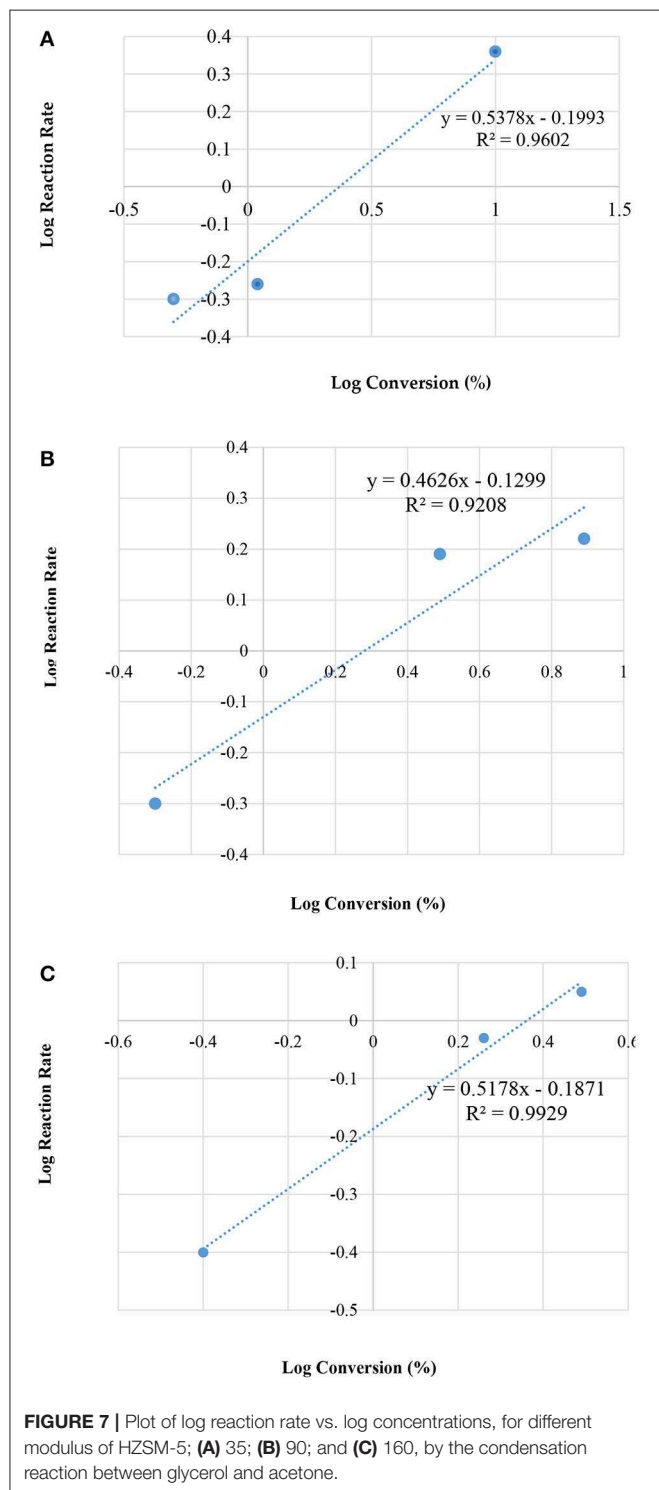 A
0.4
0.3
0.2
0.1
0
-0.1
-0.2
-0.3
-0.4
-0.5
0
0.5
1
1.5
y = 0.5378x - 0.1993
R² = 0.9602
Log Reaction Rate
Log Conversion (%)
B
0.4
0.3
0.2
0.1
0
-0.1
-0.2
-0.3
-0.4
-0.4
-0.2
0
0.2
0.4
0.6
0.8
1
y = 0.4626x - 0.1299
R² = 0.9208
Log Reaction Rate
Log Conversion (%)
C
0.1
0
-0.1
-0.2
-0.3
-0.4
-0.5
-0.6
-0.4
-0.2
0
0.2
0.4
0.6
y = 0.5178x - 0.1871
R² = 0.9929
Log Reaction Rate
Log Conversion (%)
FIGURE 7 | Plot of log reaction rate vs. log concentrations, for different
modulus of HZSM-5; (A) 35; (B) 90; and (C) 160, by the condensation
reaction between glycerol and acetone.